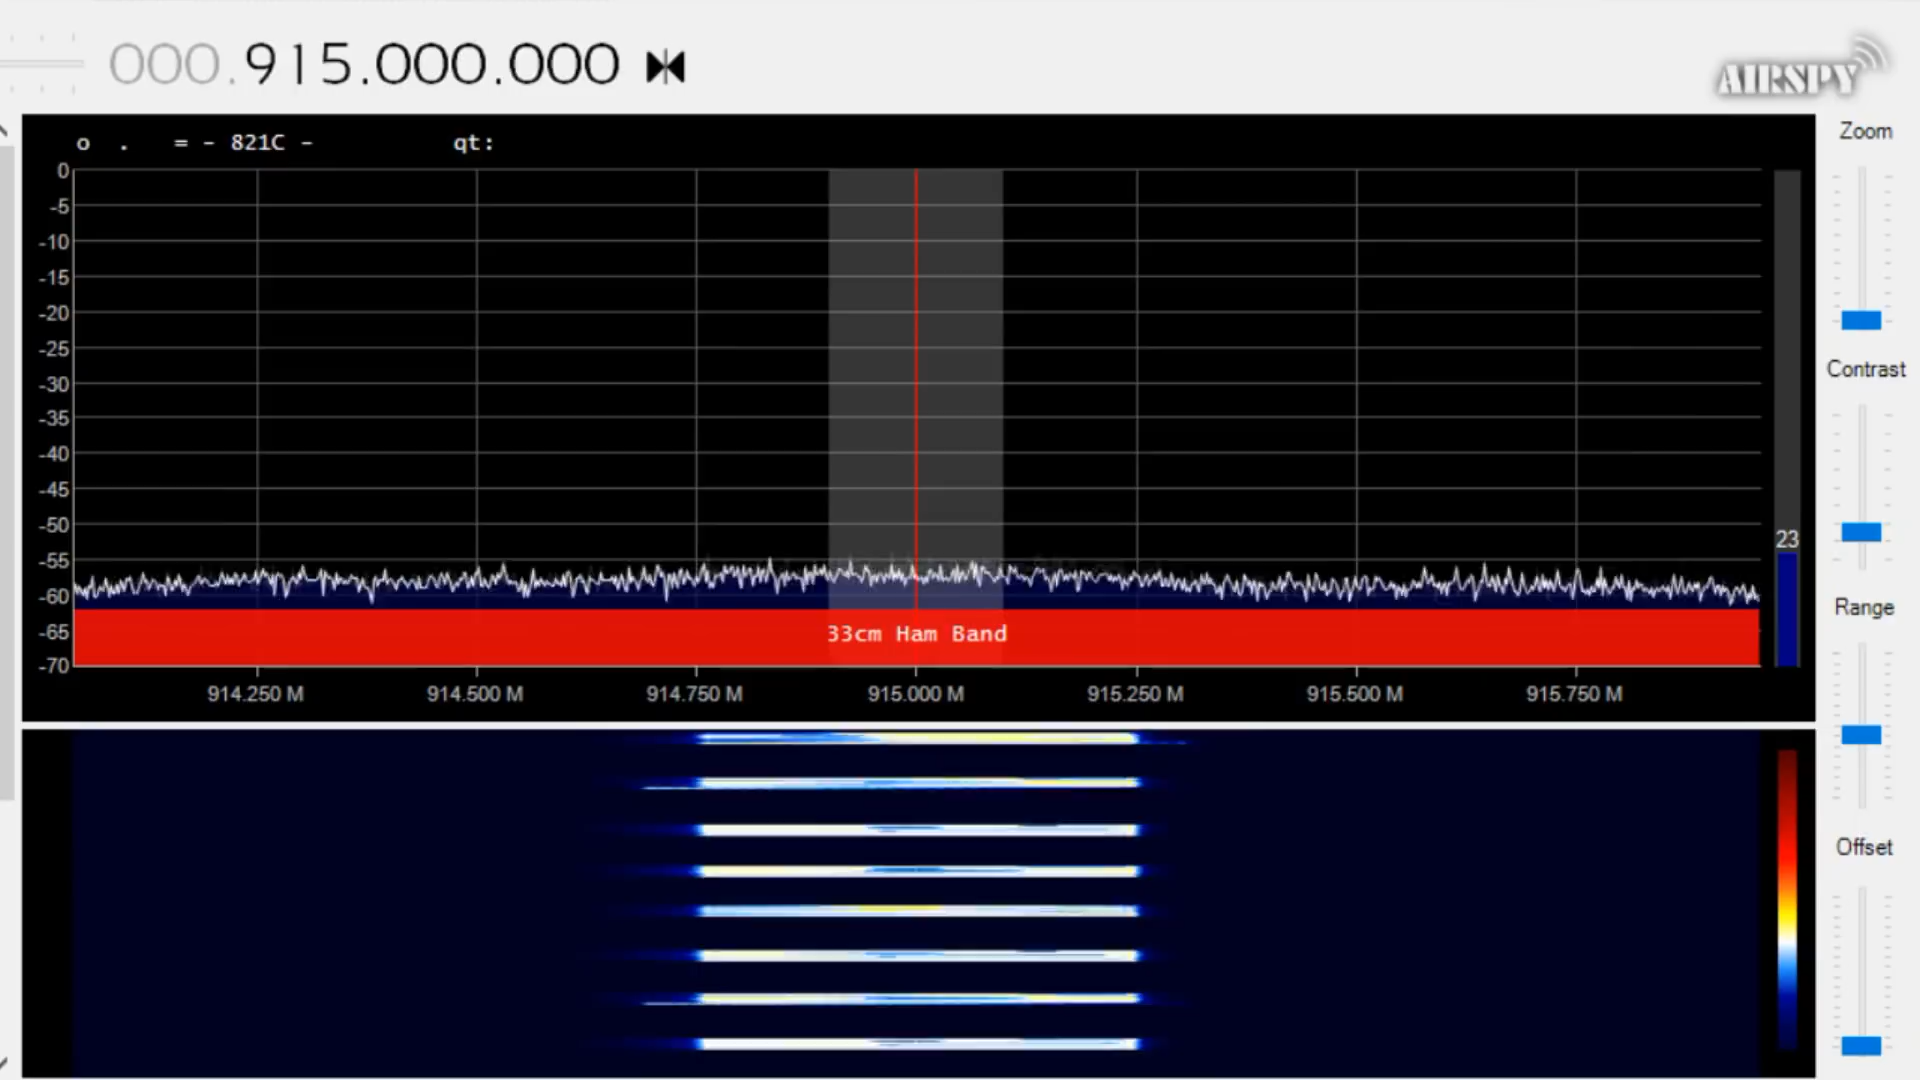 000.915.000.000
AIRSPY
o . = - 821C - qt:
Zoom
0
-5
-10
-15
-20
-25
-30
-35
-40
-45
-50
-55
-60
-65
-70
Contrast
23
Range
33cm Ham Band
914.250 M 914.500 M 914.750 M 915.000 M 915.250 M 915.500 M 915.750 M
Offset